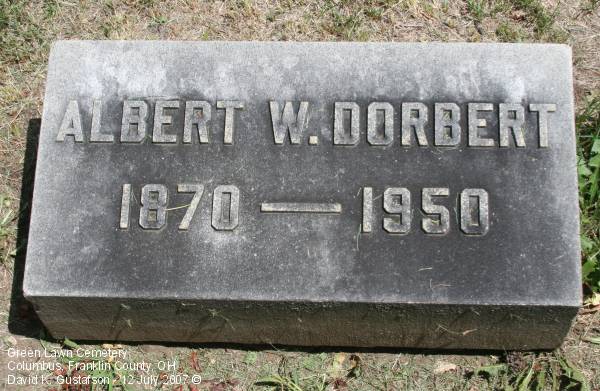 ALBERT W. DORBERT
1870 — 1950
Green Lawn Cemetery
Columbus, Franklin County, OH
David K. Gustafson - 12 July 2007 ©